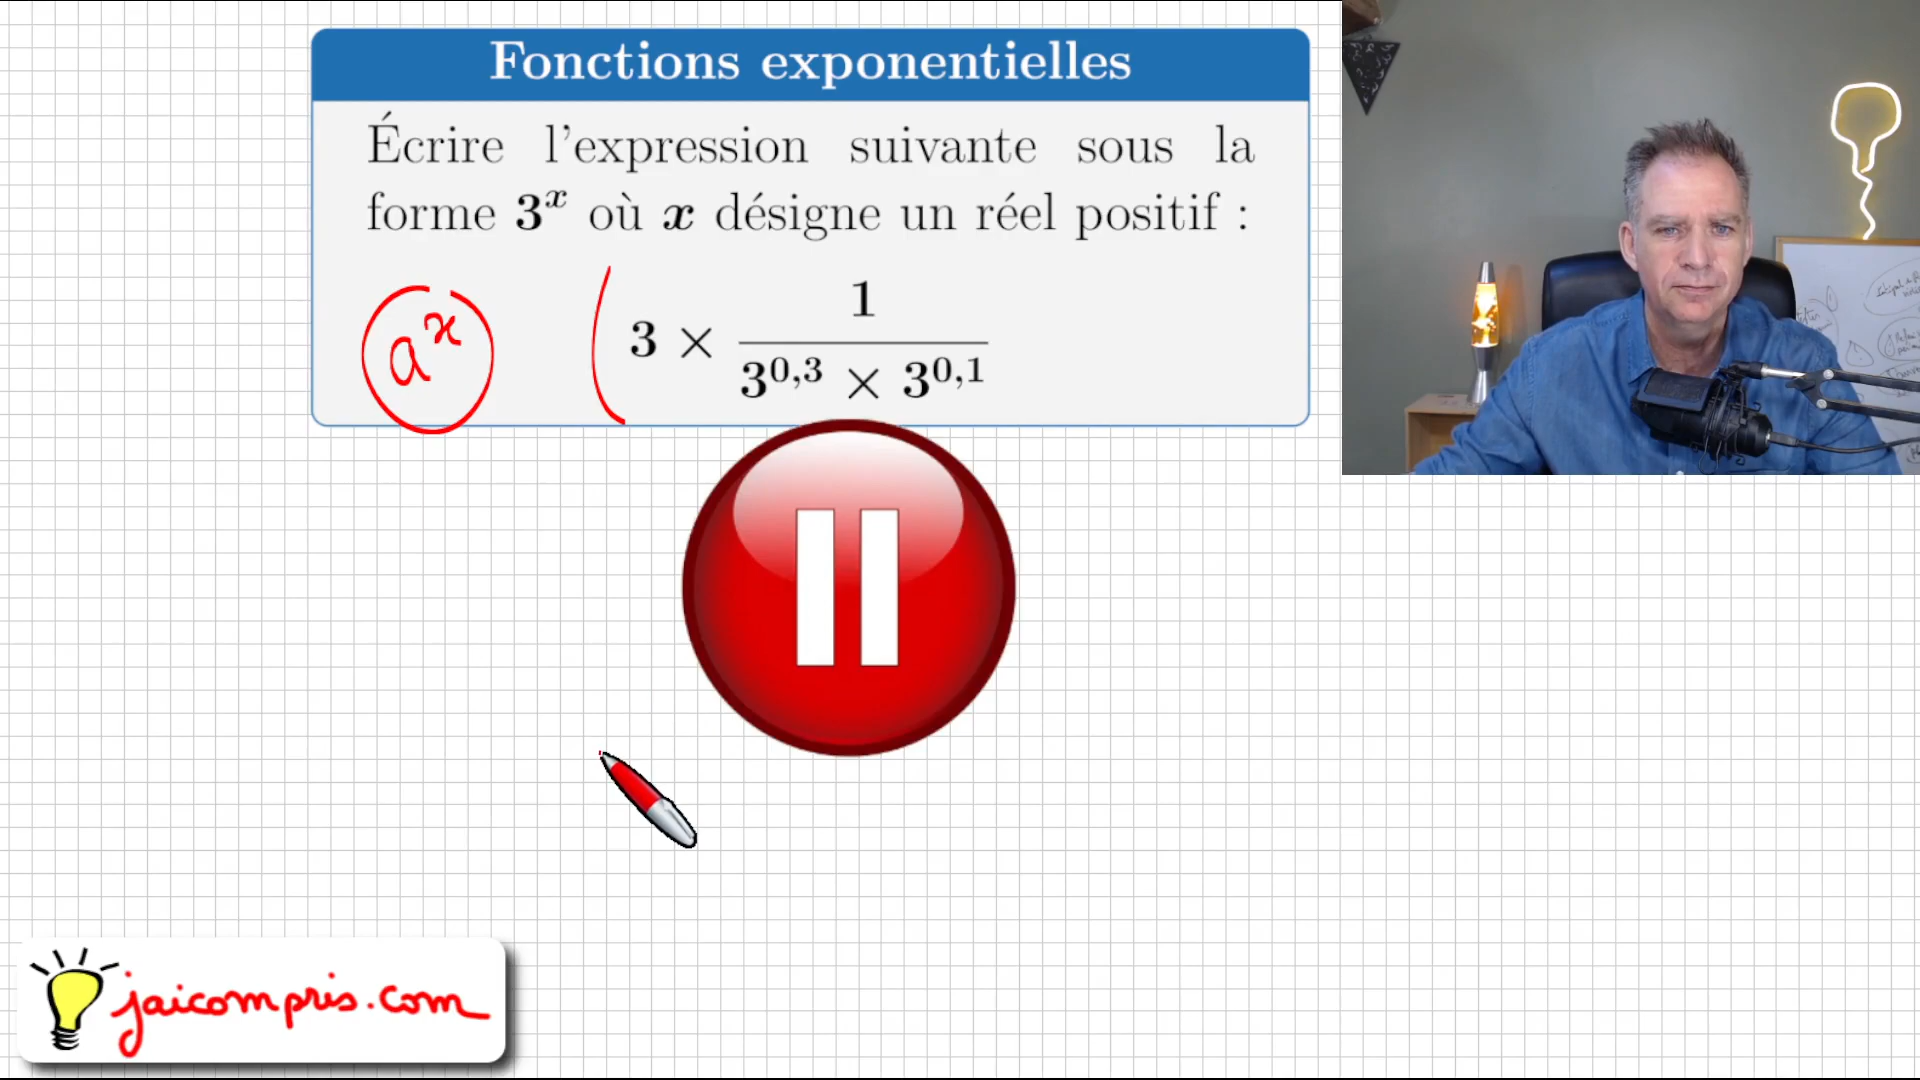 Fonctions exponentielles
Écrire l'expression suivante sous la
forme 3^x où x désigne un réel positif :
a^x
( 3 × 1 / (3^0,3 × 3^0,1)
jaicompris.com